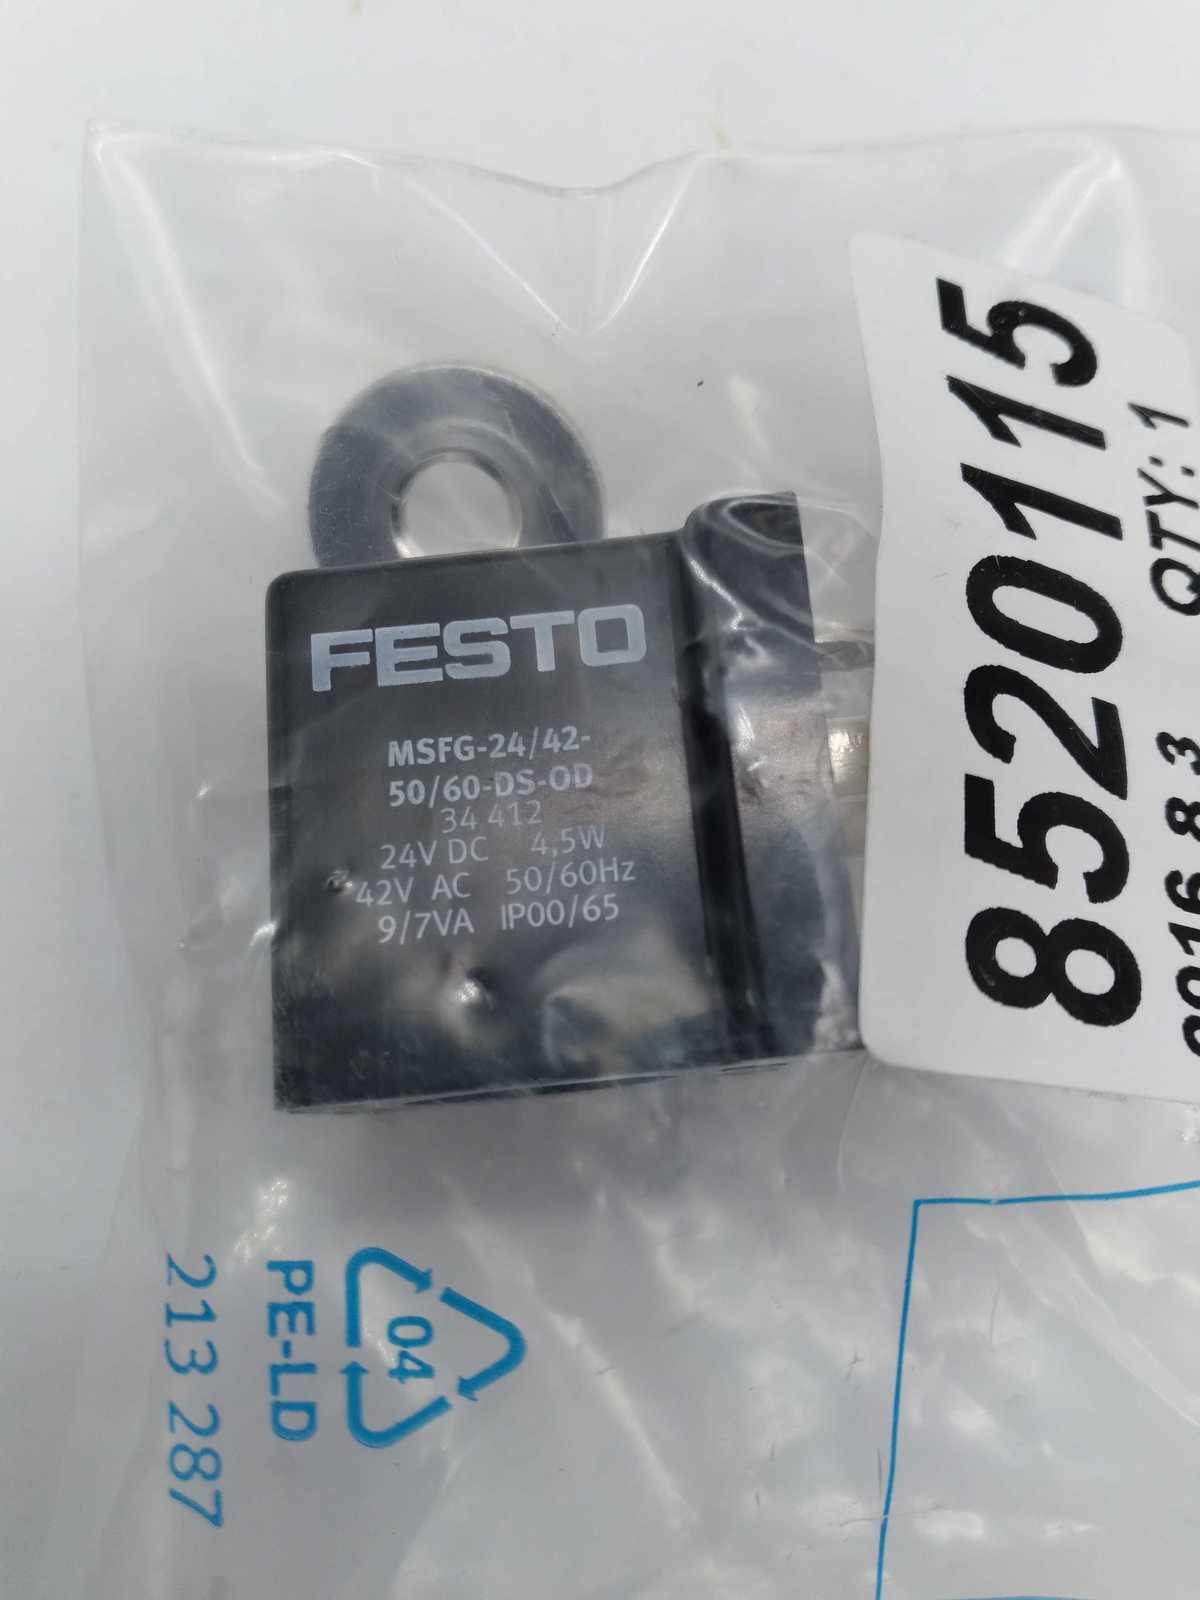 FESTO
MSFG-24/42-
50/60-DS-OD
34 412
24V DC 4,5W
42V AC 50/60Hz
9/7VA IP00/65
8520115
QTY: 1
04
PE-LD
213 287